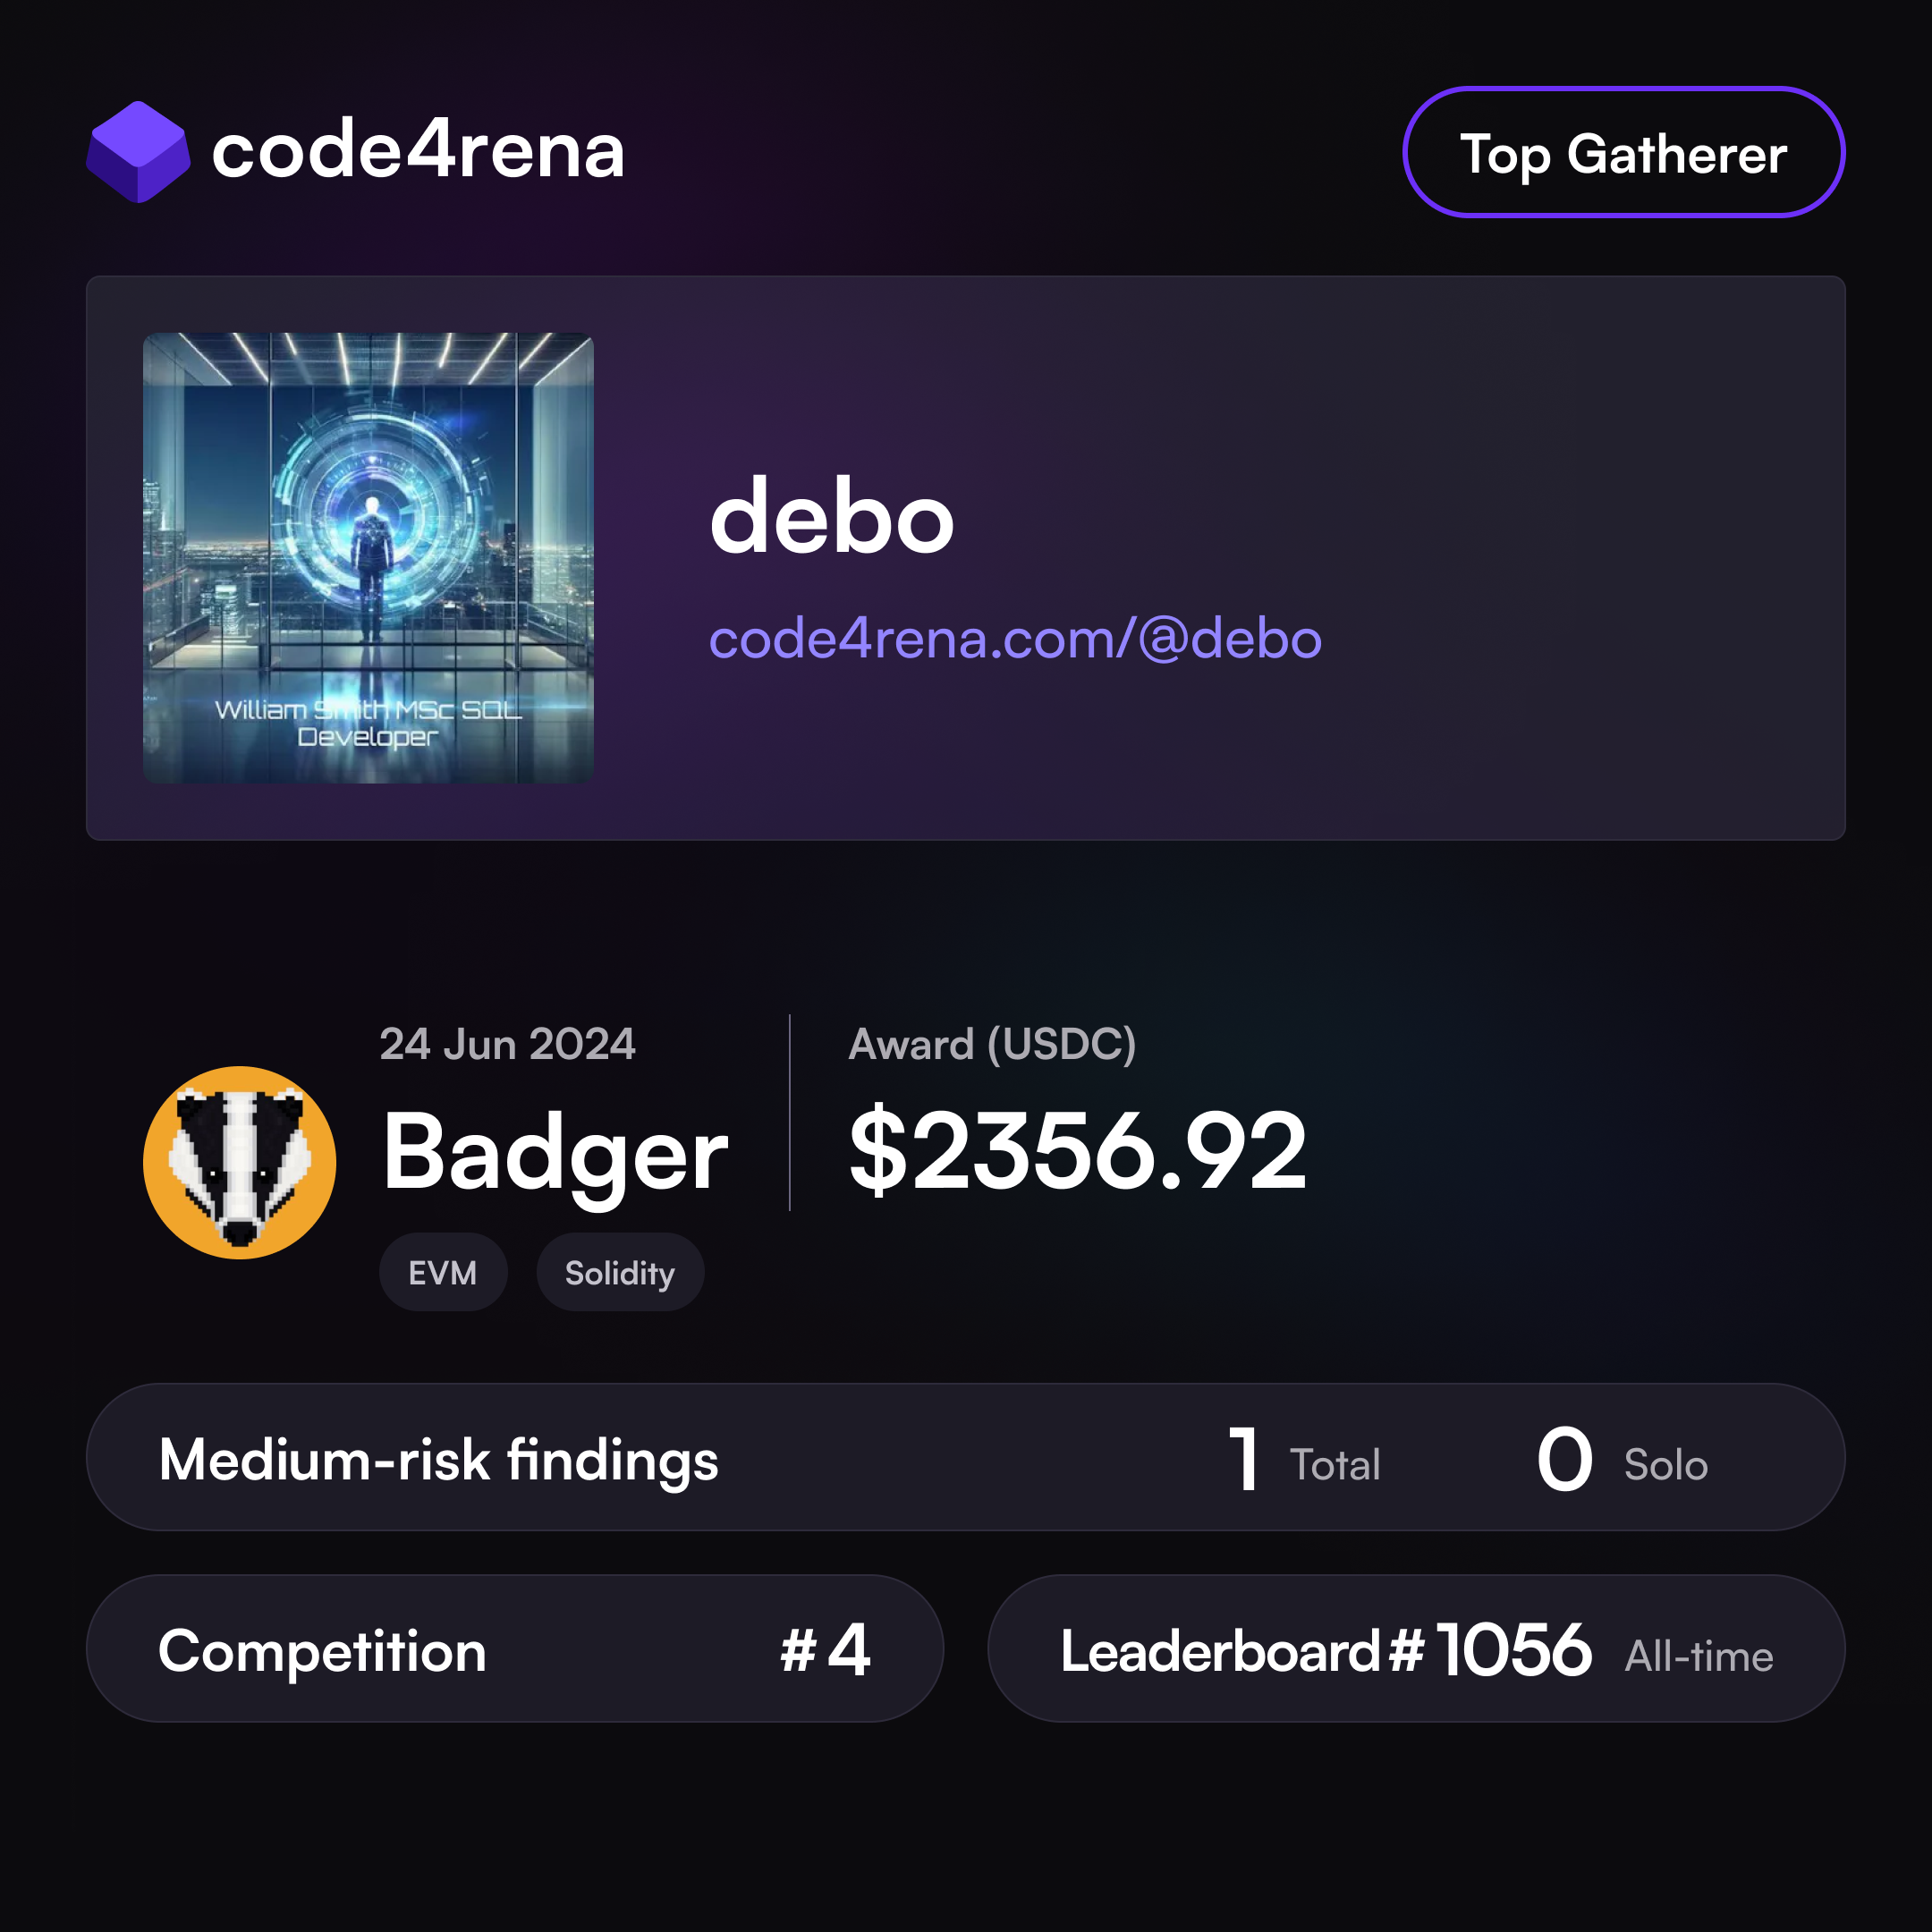 code4rena
Top Gatherer
William Smith MSc SQL
Developer
debo
code4rena.com/@debo
24 Jun 2024
Badger
EVM
Solidity
Award (USDC)
$2356.92
Medium-risk findings
1 Total
0 Solo
Competition
#4
Leaderboard #1056 All-time